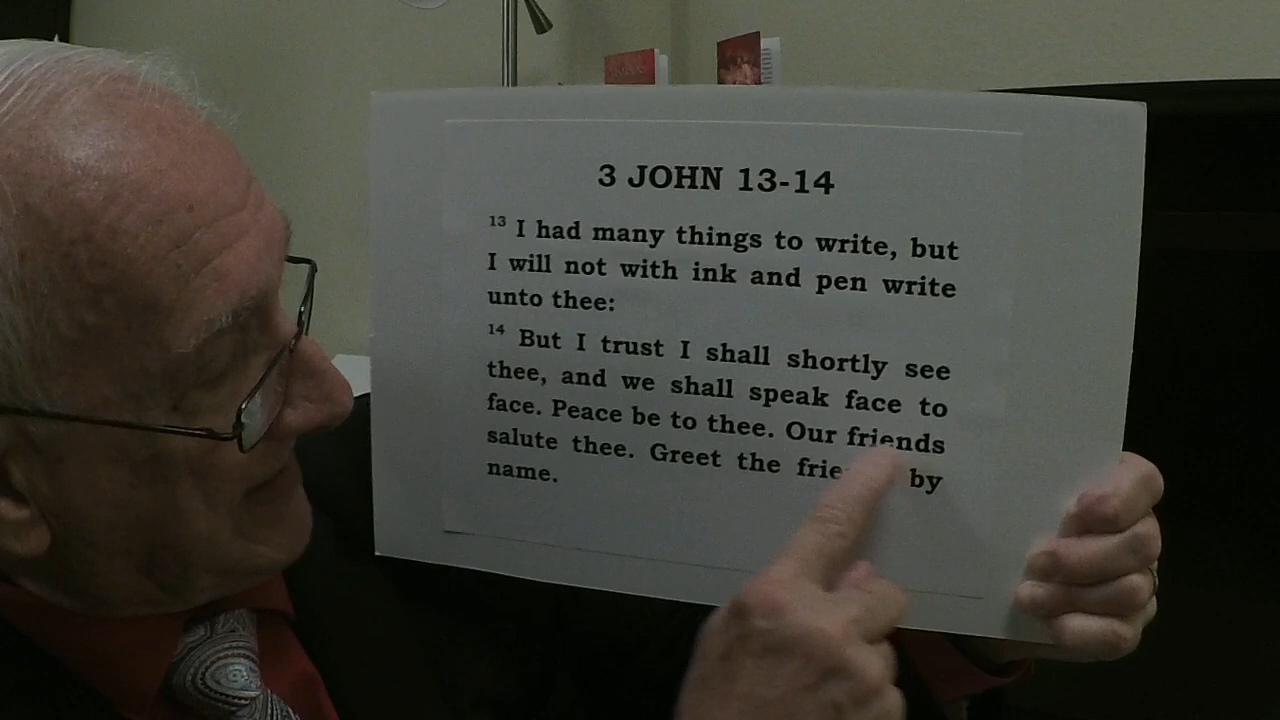 3 JOHN 13-14
13 I had many things to write, but
I will not with ink and pen write
unto thee:
14 But I trust I shall shortly see
thee, and we shall speak face to
face. Peace be to thee. Our friends
salute thee. Greet the by
name.